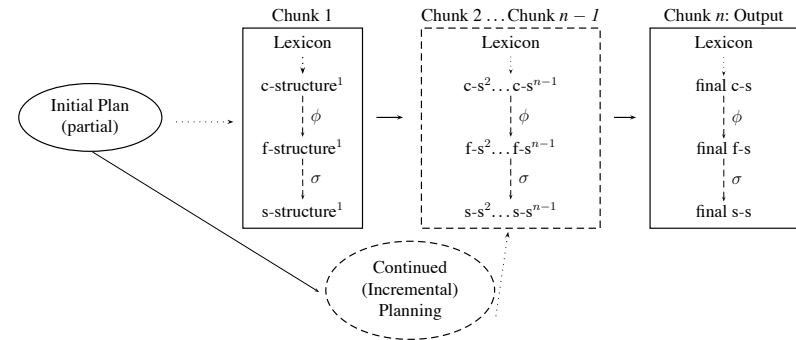 Chunk 1
Chunk 2 … Chunk n − 1
Chunk n: Output
Lexicon
Lexicon
Lexicon
Initial Plan
(partial)
c-structure¹
c-s²… c-sⁿ⁻¹
final c-s
ϕ
ϕ
ϕ
f-structure¹
f-s²… f-sⁿ⁻¹
final f-s
σ
σ
σ
s-structure¹
s-s²… s-sⁿ⁻¹
final s-s
Continued
(Incremental)
Planning